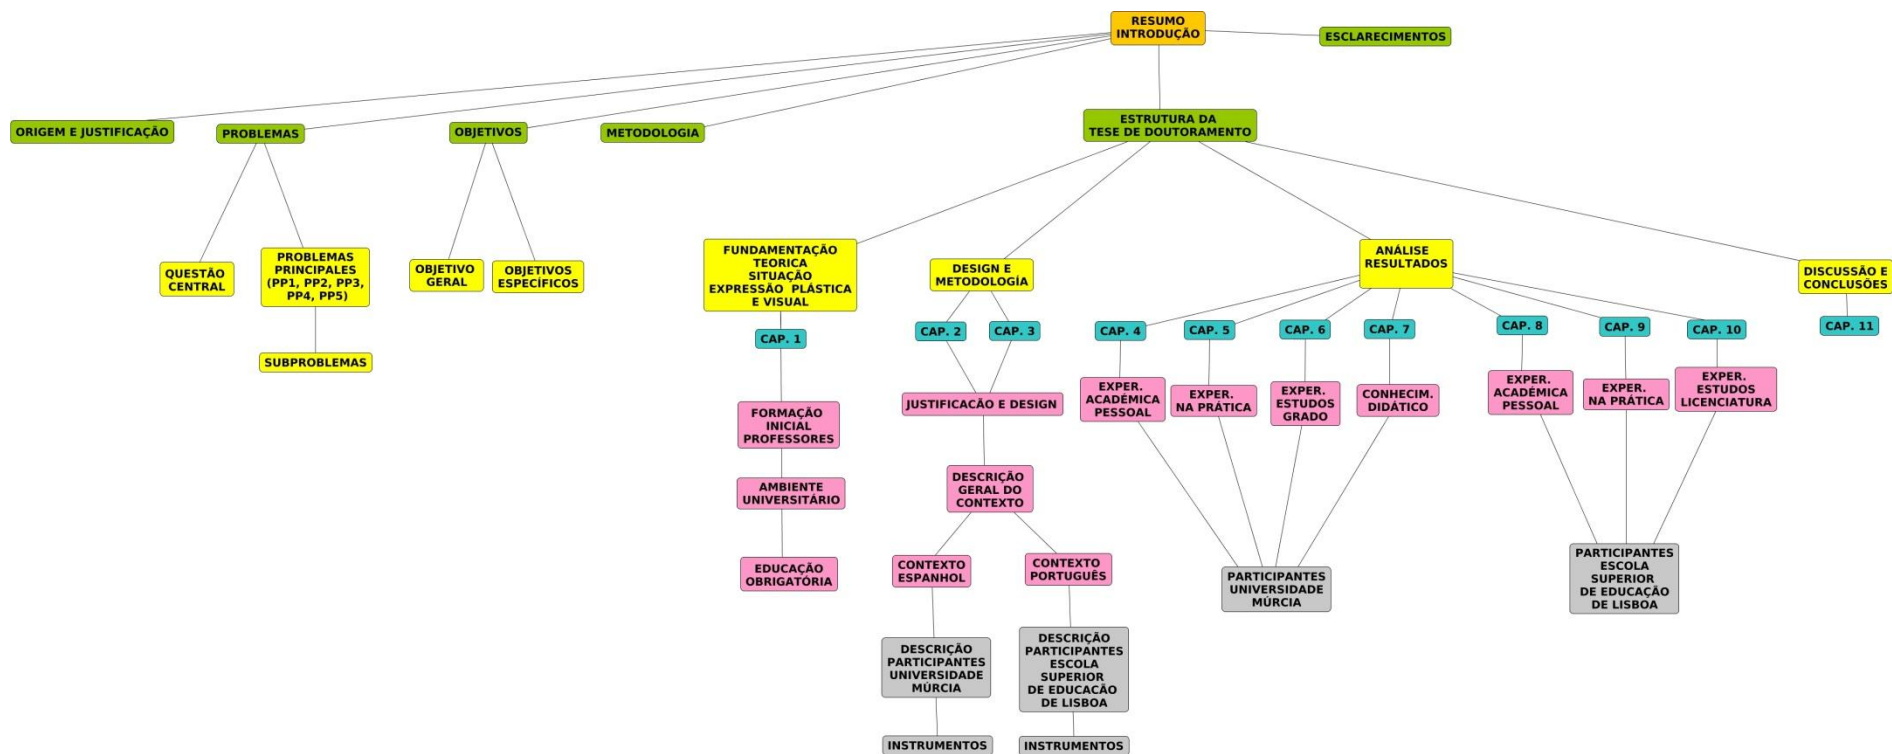 RESUMO
INTRODUÇÃO
ESCLARECIMENTOS
ORIGEM E JUSTIFICAÇÃO
PROBLEMAS
OBJETIVOS
METODOLOGIA
ESTRUTURA DA
TESE DE DOUTORAMENTO
QUESTÃO
CENTRAL
PROBLEMAS
PRINCIPALES
(PP1, PP2, PP3,
PP4, PP5)
SUBPROBLEMAS
OBJETIVO
GERAL
OBJETIVOS
ESPECÍFICOS
FUNDAMENTAÇÃO
TEORICA
SITUAÇÃO
EXPRESSÃO PLÁSTICA
E VISUAL
DESIGN E
METODOLOGÍA
ANÁLISE
RESULTADOS
DISCUSSÃO E
CONCLUSÕES
CAP. 1
CAP. 2
CAP. 3
CAP. 4
CAP. 5
CAP. 6
CAP. 7
CAP. 8
CAP. 9
CAP. 10
CAP. 11
FORMAÇÃO
INICIAL
PROFESSORES
AMBIENTE
UNIVERSITÁRIO
EDUCAÇÃO
OBRIGATÓRIA
JUSTIFICACÃO E DESIGN
DESCRIÇÃO
GERAL DO
CONTEXTO
CONTEXTO
ESPANHOL
CONTEXTO
PORTUGUÊS
DESCRIÇÃO
PARTICIPANTES
UNIVERSIDADE
MÚRCIA
DESCRIÇÃO
PARTICIPANTES
ESCOLA
SUPERIOR
DE EDUCACÃO
DE LISBOA
INSTRUMENTOS
INSTRUMENTOS
EXPER.
ACADÉMICA
PESSOAL
EXPER.
NA PRÁTICA
EXPER.
ESTUDOS
GRADO
CONHECIM.
DIDÁTICO
EXPER.
ACADÉMICA
PESSOAL
EXPER.
NA PRÁTICA
EXPER.
ESTUDOS
LICENCIATURA
PARTICIPANTES
UNIVERSIDADE
MÚRCIA
PARTICIPANTES
ESCOLA
SUPERIOR
DE EDUCAÇÃO
DE LISBOA